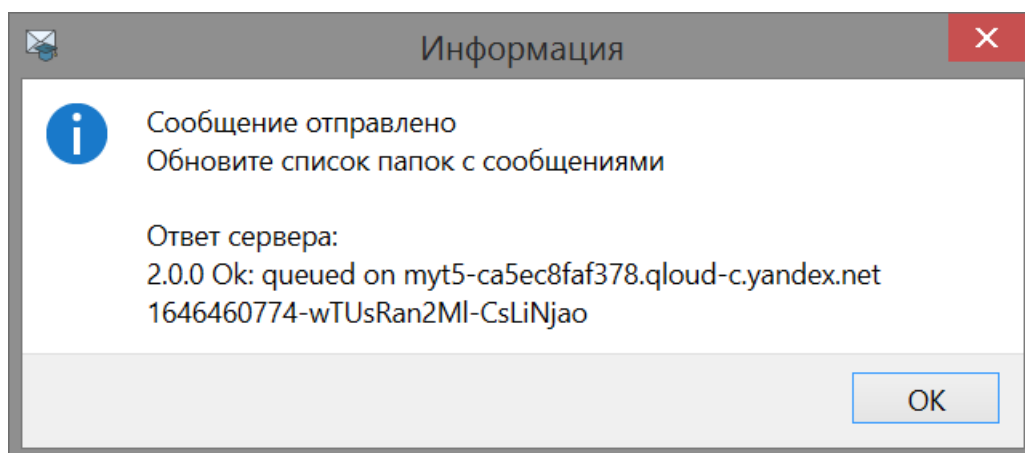 Информация
Сообщение отправлено
Обновите список папок с сообщениями
Ответ сервера:
2.0.0 Ok: queued on myt5-ca5ec8faf378.qloud-c.yandex.net
1646460774-wTUsRan2Ml-CsLiNjao
OK